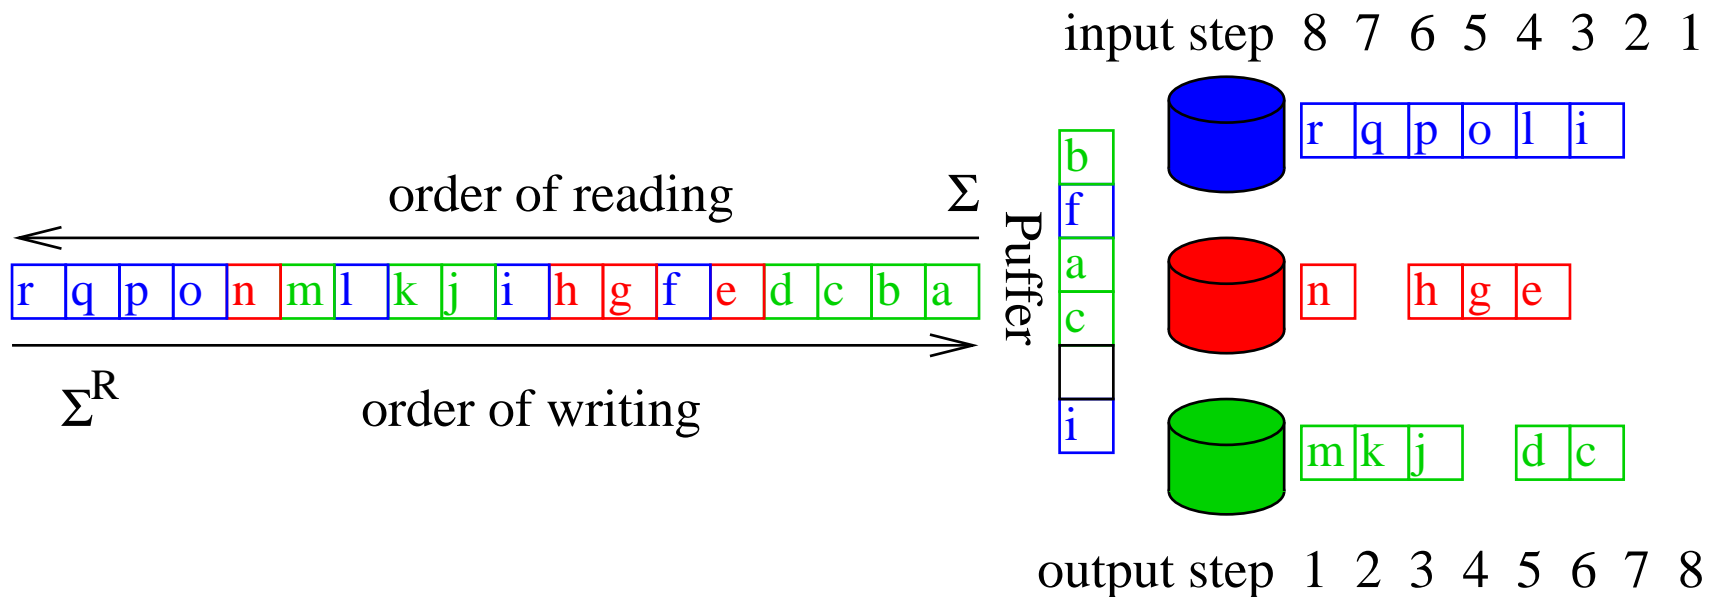 input step 8 7 6 5 4 3 2 1
r q p o l i
order of reading Σ
r q p o n m l k j i h g f e d c b a
Σ^R order of writing
Puffer
b
f
a
c
i
n h g e
m k j d c
output step 1 2 3 4 5 6 7 8